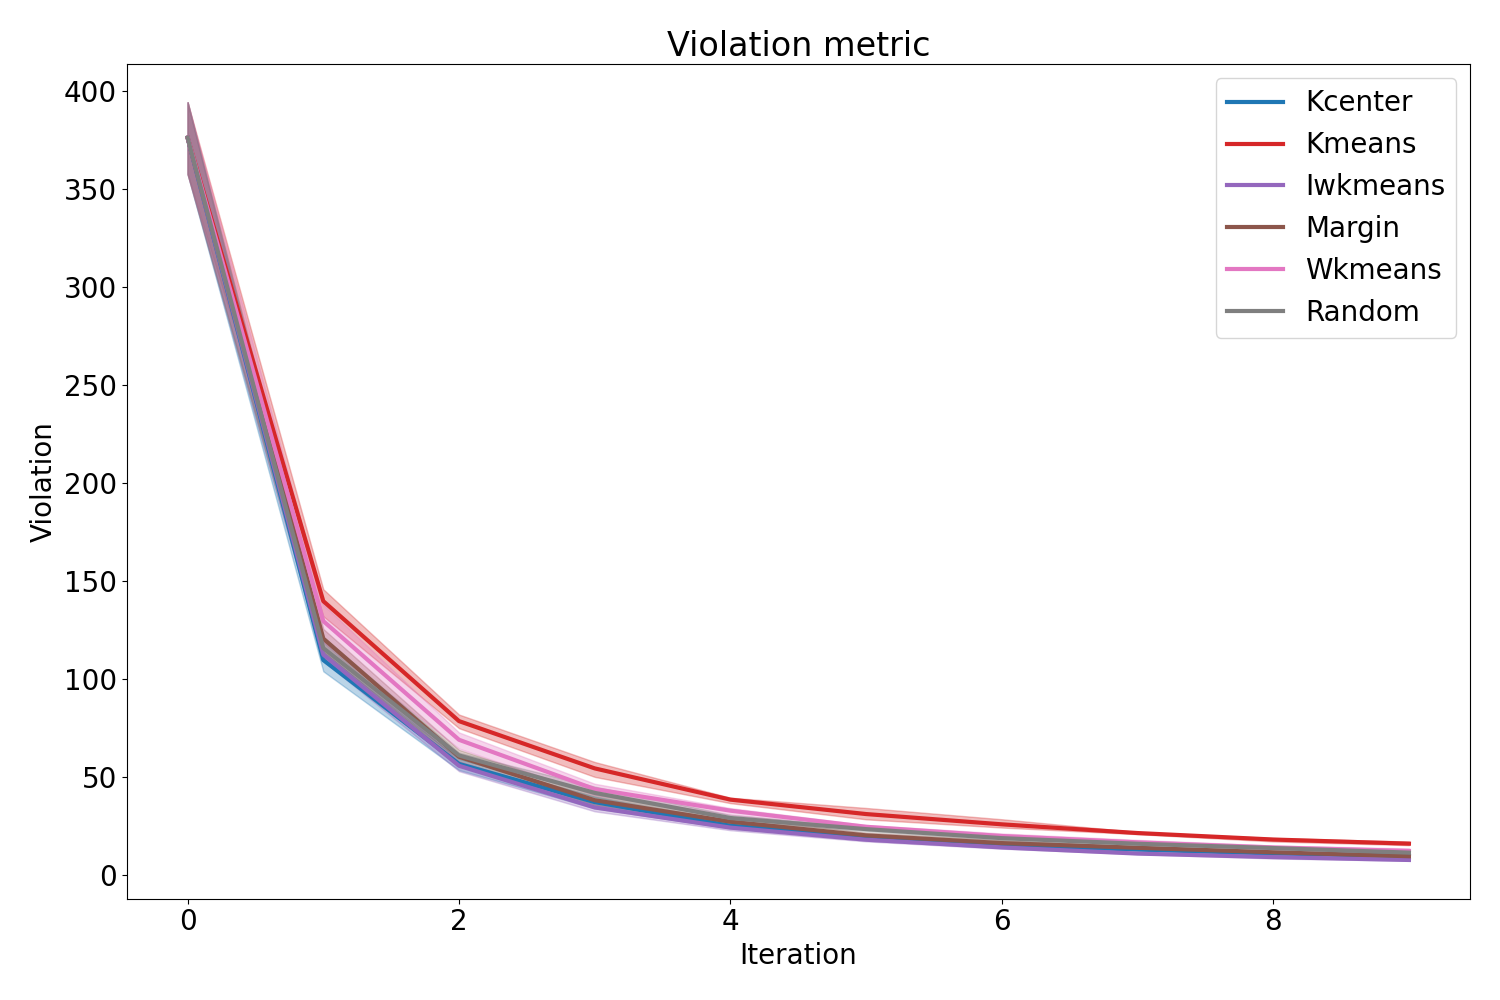 Violation metric
400
350
300
250
200
150
100
50
0
Violation
0 2 4 6 8
Iteration
Kcenter
Kmeans
Iwkmeans
Margin
Wkmeans
Random